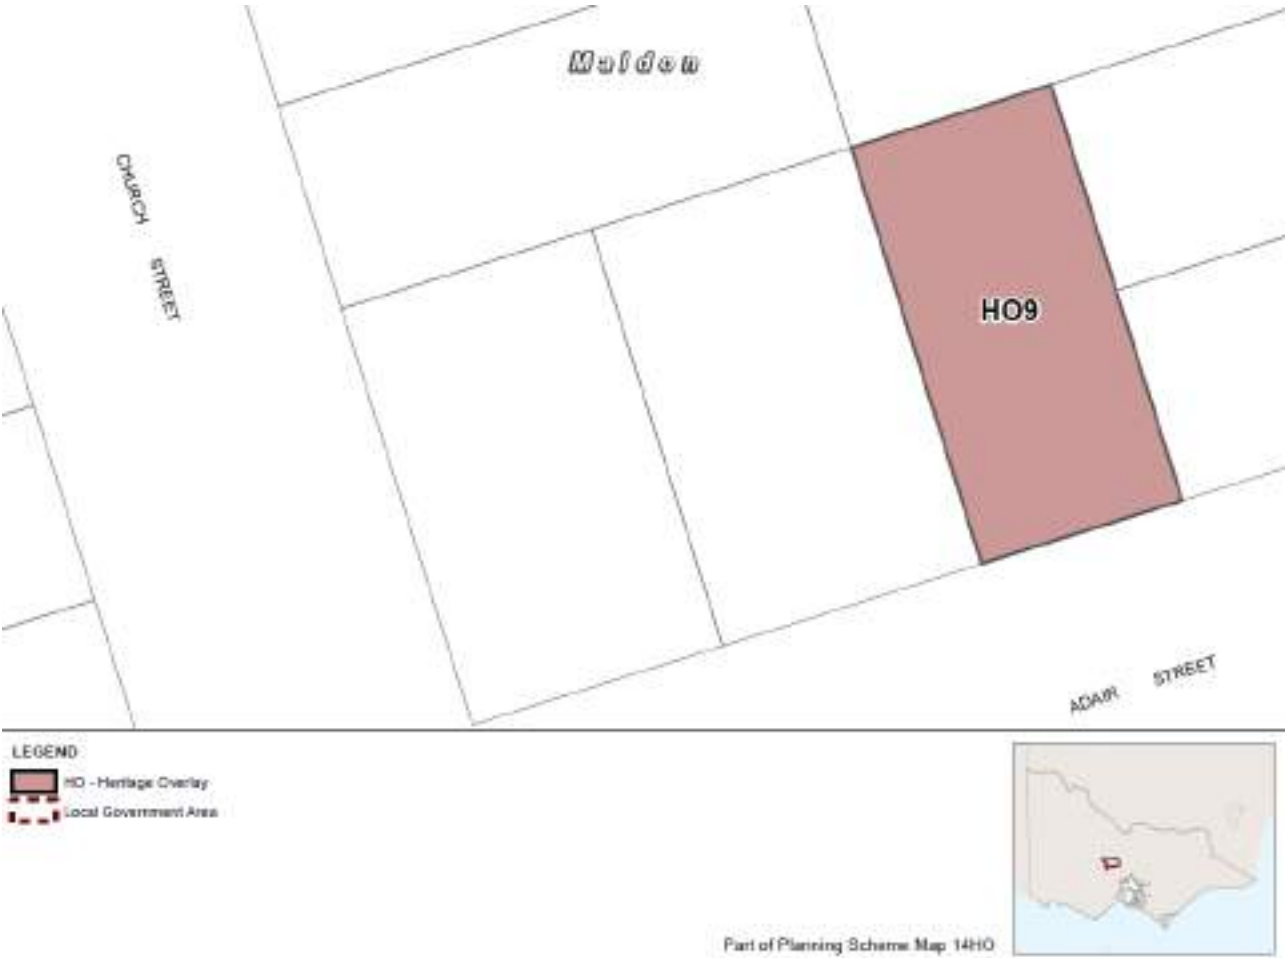 Maldon
CHURCH STREET
HO9
ADAIR STREET
LEGEND
HO - Heritage Overlay
Local Government Area
Part of Planning Scheme Map 14HO